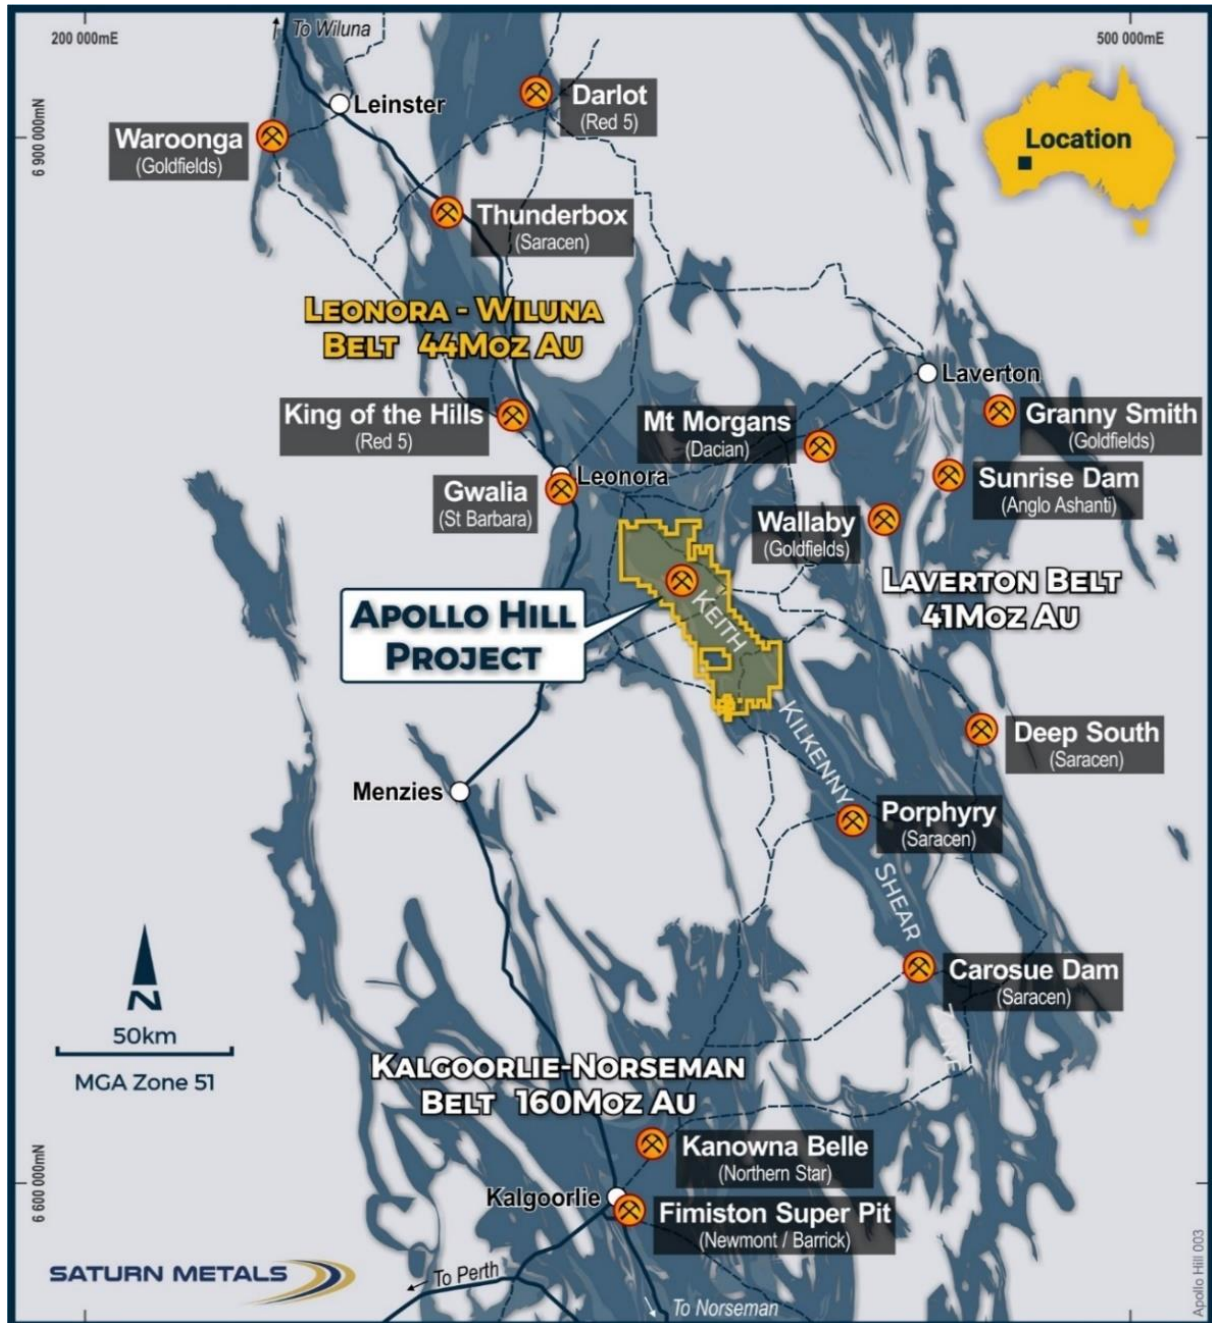 To Wiluna
200 000mE
500 000mE
Leinster
Darlot
(Red 5)
Waroonga
(Goldfields)
6 900 000mN
Location
Thunderbox
(Saracen)
LEONORA - WILUNA
BELT 44MOZ AU
Laverton
King of the Hills
(Red 5)
Mt Morgans
(Dacian)
Granny Smith
(Goldfields)
Leonora
Gwalia
(St Barbara)
Sunrise Dam
(Anglo Ashanti)
Wallaby
(Goldfields)
LAVERTON BELT
41MOZ AU
APOLLO HILL
PROJECT
KEITH
KILKENNY
SHEAR
ZONE
Deep South
(Saracen)
Menzies
Porphyry
(Saracen)
Carosue Dam
(Saracen)
N
50km
MGA Zone 51
KALGOORLIE-NORSEMAN
BELT 160MOZ AU
Kanowna Belle
(Northern Star)
6 600 000mN
Kalgoorlie
Fimiston Super Pit
(Newmont / Barrick)
SATURN METALS
To Perth
To Norseman
Apollo Hill 003